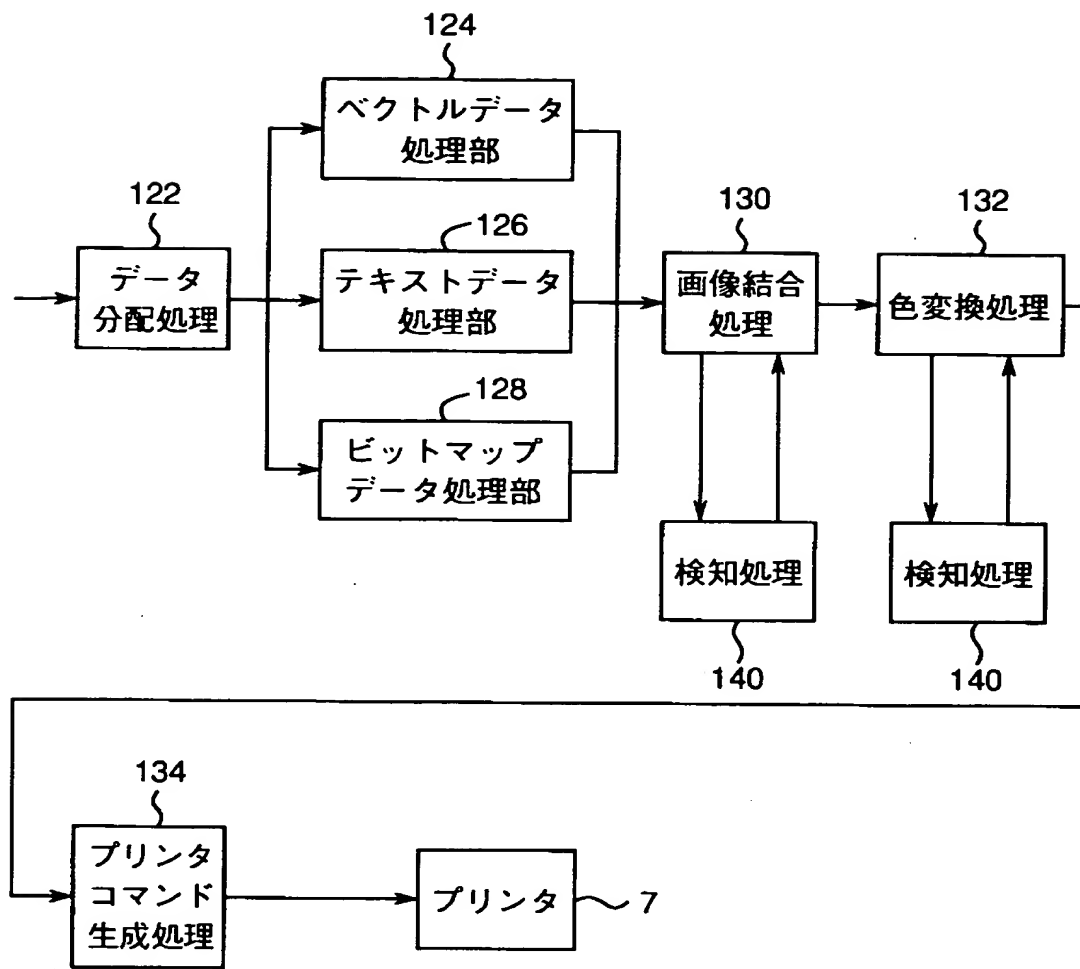 124
ベクトルデータ
処理部
122
データ
分配処理
126
テキストデータ
処理部
128
ビットマップ
データ処理部
130
画像結合
処理
132
色変換処理
検知処理
140
検知処理
140
134
プリンタ
コマンド
生成処理
プリンタ
7